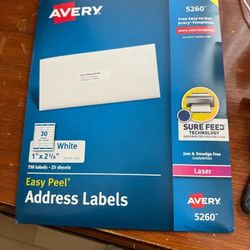 AVERY
5260
Free Easy-to-Use
Avery Templates
30
White
1" x 2 5/8"
750 labels • 25 sheets
SURE FEED
TECHNOLOGY
Jam & Smudge Free
GUARANTEE
Laser
Easy Peel
Address Labels
AVERY
5260